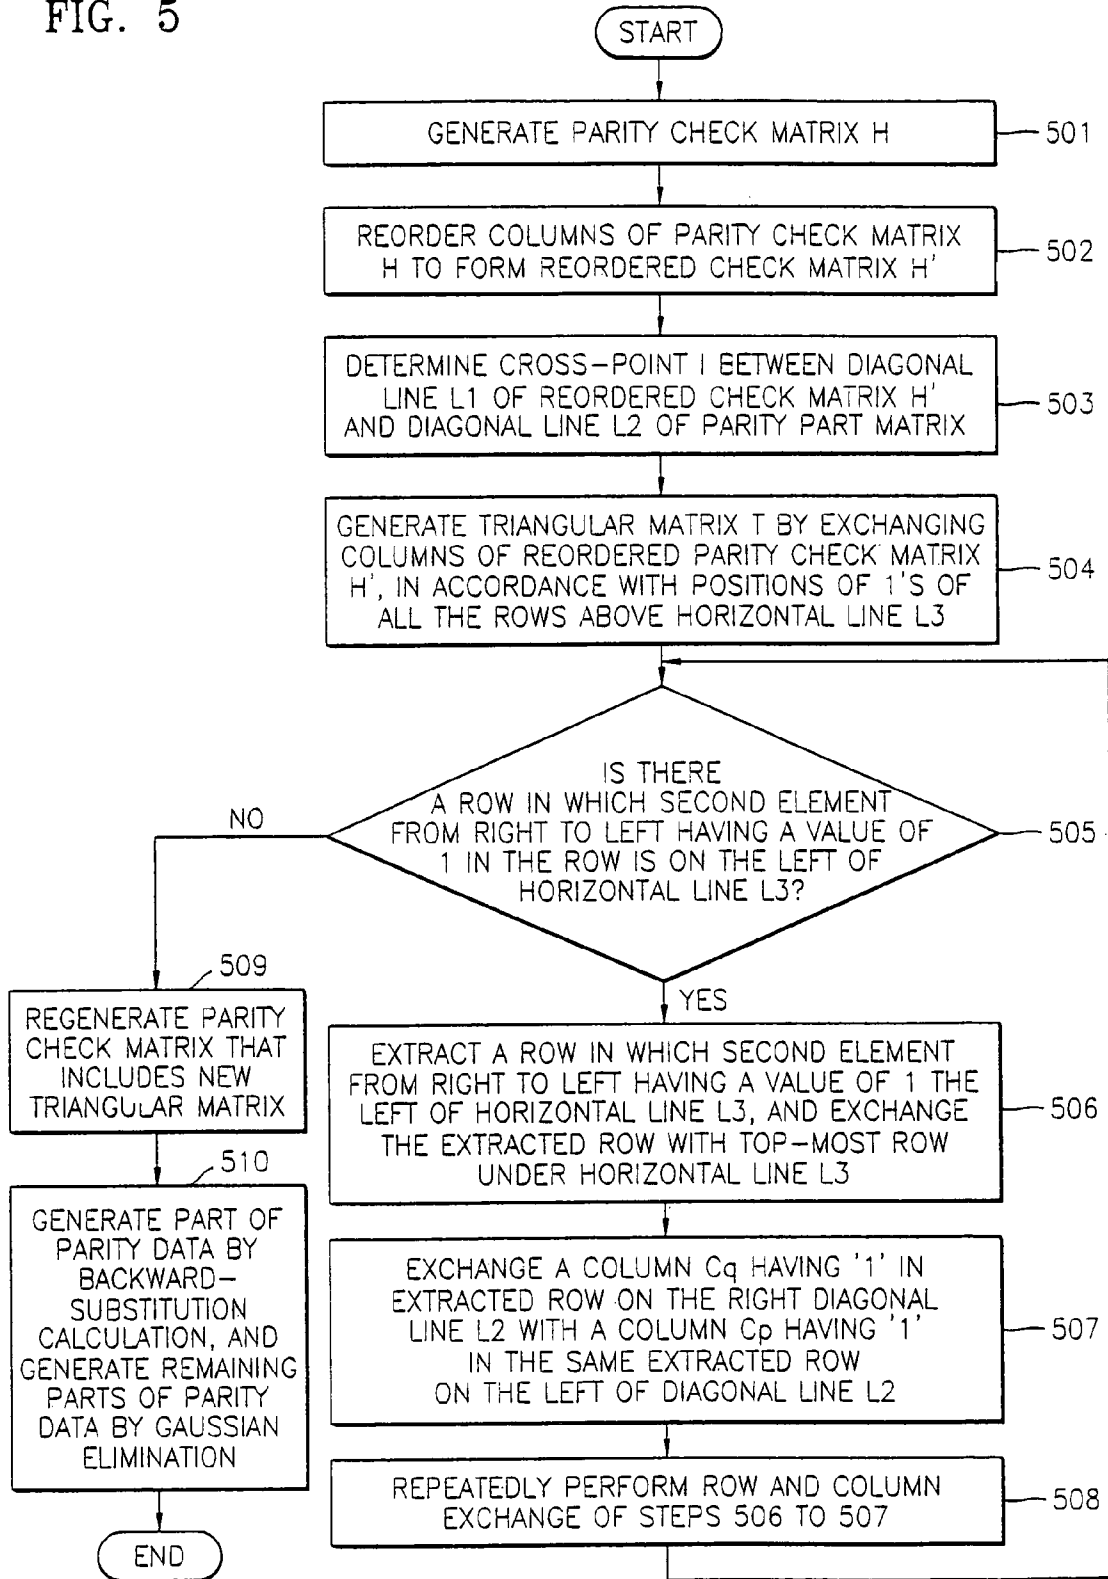 FIG. 5
START
GENERATE PARITY CHECK MATRIX H
501
REORDER COLUMNS OF PARITY CHECK MATRIX
H TO FORM REORDERED CHECK MATRIX H'
502
DETERMINE CROSS-POINT I BETWEEN DIAGONAL
LINE L1 OF REORDERED CHECK MATRIX H'
AND DIAGONAL LINE L2 OF PARITY PART MATRIX
503
GENERATE TRIANGULAR MATRIX T BY EXCHANGING
COLUMNS OF REORDERED PARITY CHECK MATRIX
H', IN ACCORDANCE WITH POSITIONS OF 1'S OF
ALL THE ROWS ABOVE HORIZONTAL LINE L3
504
IS THERE
A ROW IN WHICH SECOND ELEMENT
FROM RIGHT TO LEFT HAVING A VALUE OF
1 IN THE ROW IS ON THE LEFT OF
HORIZONTAL LINE L3?
505
NO
YES
509
REGENERATE PARITY
CHECK MATRIX THAT
INCLUDES NEW
TRIANGULAR MATRIX
510
GENERATE PART OF
PARITY DATA BY
BACKWARD-
SUBSTITUTION
CALCULATION, AND
GENERATE REMAINING
PARTS OF PARITY
DATA BY GAUSSIAN
ELIMINATION
END
EXTRACT A ROW IN WHICH SECOND ELEMENT
FROM RIGHT TO LEFT HAVING A VALUE OF 1 THE
LEFT OF HORIZONTAL LINE L3, AND EXCHANGE
THE EXTRACTED ROW WITH TOP-MOST ROW
UNDER HORIZONTAL LINE L3
506
EXCHANGE A COLUMN Cq HAVING '1' IN
EXTRACTED ROW ON THE RIGHT DIAGONAL
LINE L2 WITH A COLUMN Cp HAVING '1'
IN THE SAME EXTRACTED ROW
ON THE LEFT OF DIAGONAL LINE L2
507
REPEATEDLY PERFORM ROW AND COLUMN
EXCHANGE OF STEPS 506 TO 507
508